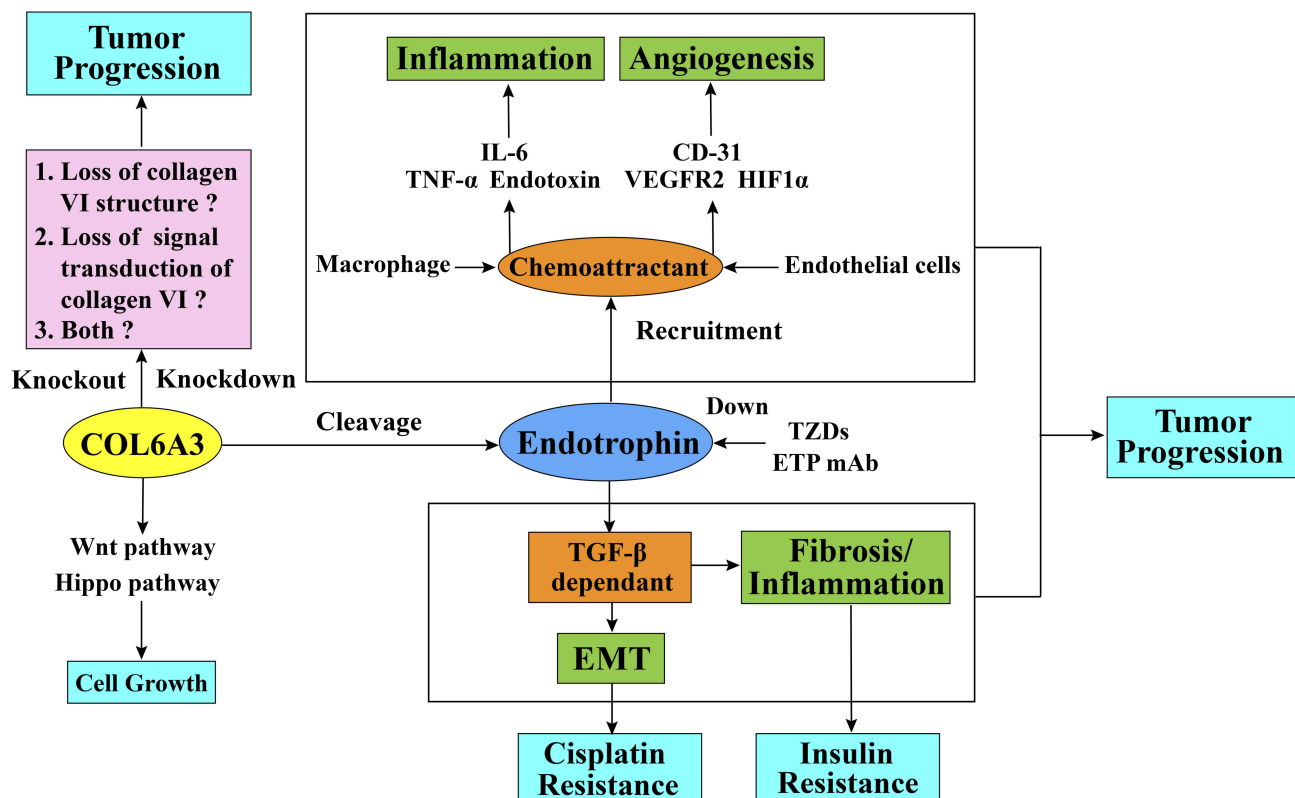 Tumor
Progression
1. Loss of collagen
VI structure ?
2. Loss of signal
transduction of
collagen VI ?
3. Both ?
Knockout Knockdown
COL6A3
Wnt pathway
Hippo pathway
Cell Growth
Cleavage
Inflammation
Angiogenesis
IL-6
TNF-α Endotoxin
CD-31
VEGFR2 HIF1α
Macrophage
Chemoattractant
Endothelial cells
Recruitment
Endotrophin
Down
TZDs
ETP mAb
TGF-β
dependant
Fibrosis/
Inflammation
EMT
Cisplatin
Resistance
Insulin
Resistance
Tumor
Progression